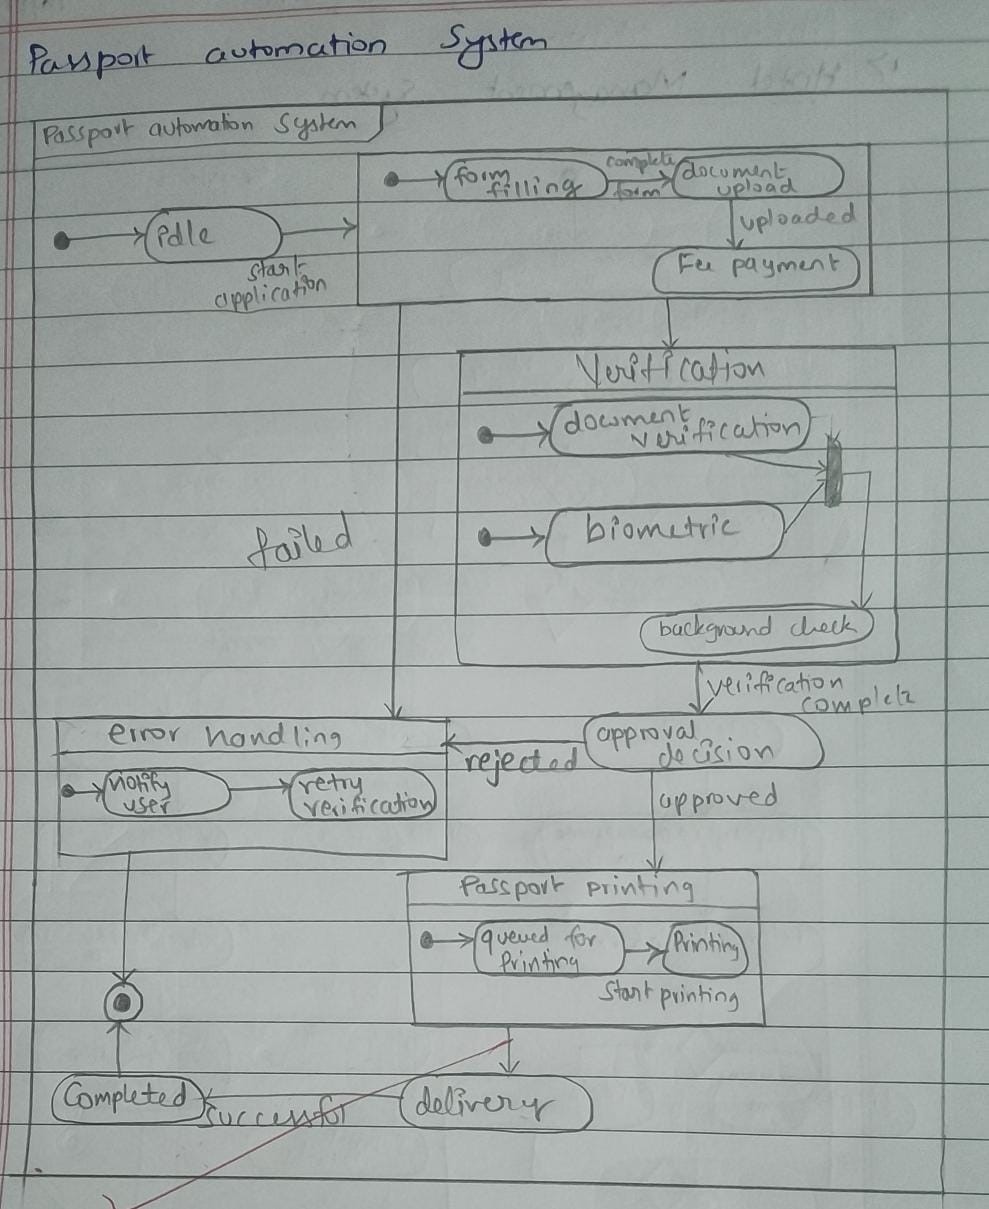 Passport automation System
Passport automation System
form
filling
complete
form
document
upload
idle
start
application
uploaded
Fee payment
Verification
document
verification
failed
biometric
background check
verification
complete
error handling
approval
decision
rejected
notify
user
retry
verification
approved
Passport printing
queued for
Printing
Printing
Start printing
Completed
successful
delivery